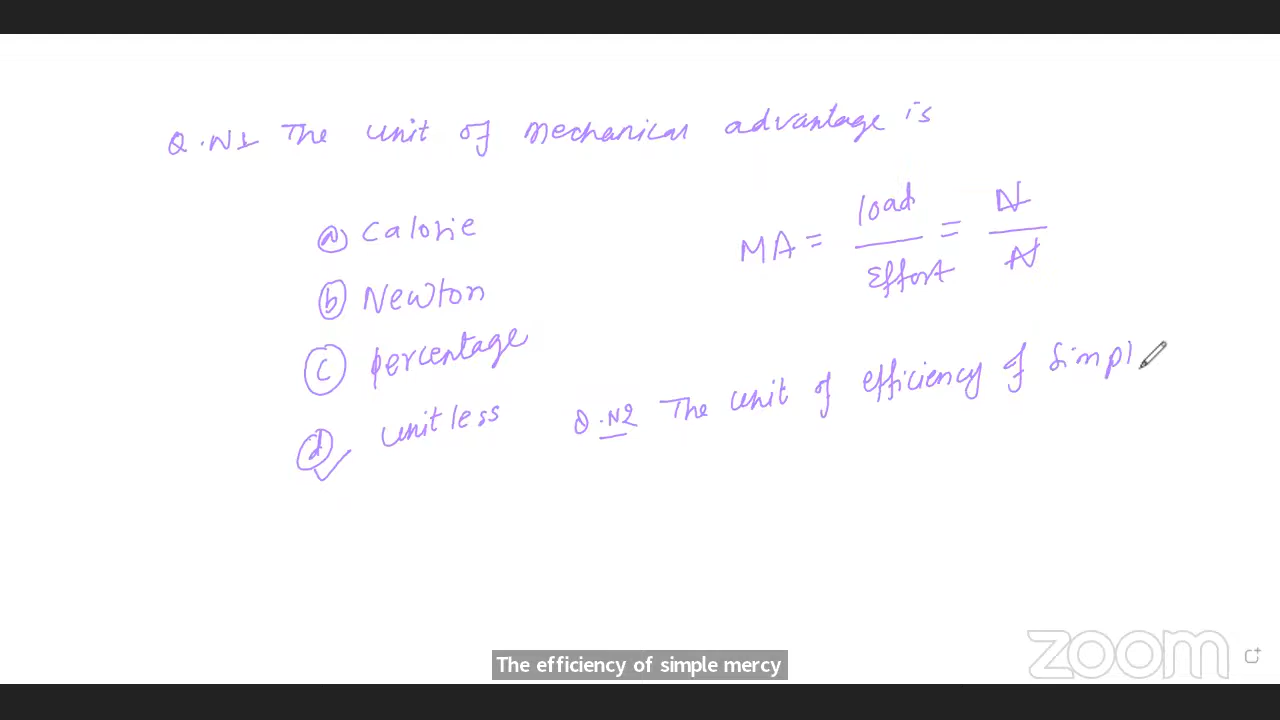 Q.N1 The unit of mechanical advantage is
MA = load / Effort = N / N
a Calorie
b Newton
c percentage
d unitless
Q.N2 The unit of efficiency of Simpl
The efficiency of simple mercy
zoom